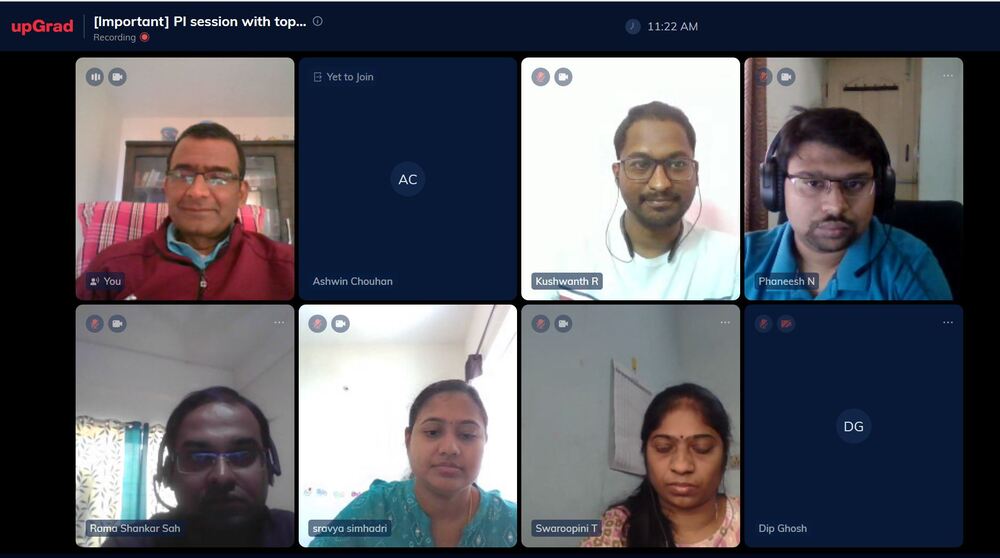 upGrad
[Important] PI session with top...
Recording
11:22 AM
You
Yet to Join
AC
Ashwin Chouhan
Kushwanth R
Phaneesh N
Rama Shankar Sah
sravya simhadri
Swaroopini T
DG
Dip Ghosh